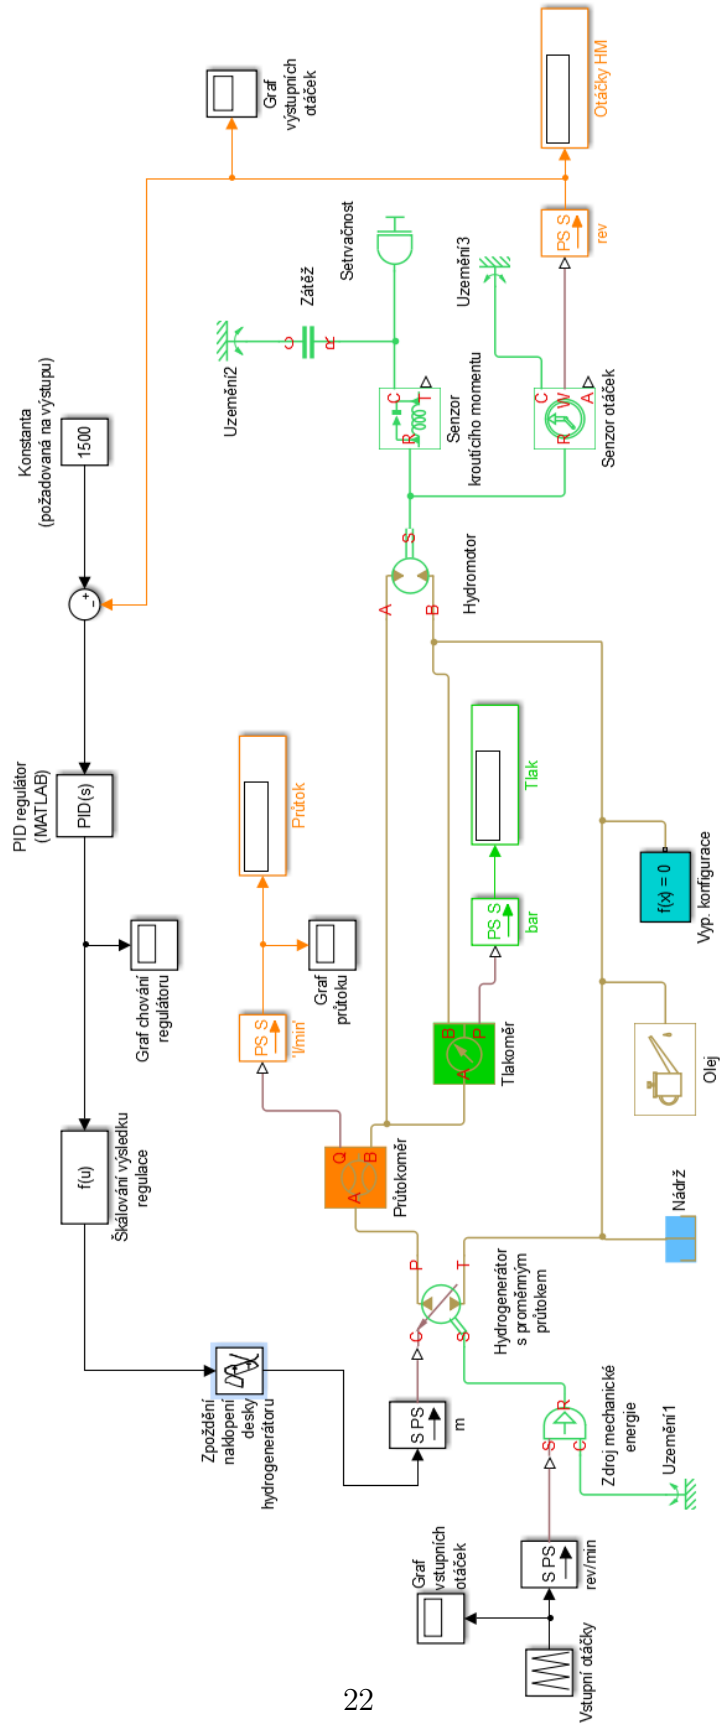 Konstanta
(požadovaná na výstupu)
1500
PID regulátor
(MATLAB)
PID(s)
Graf chování
regulátoru
Škálování výsledku
regulace
f(u)
Zpoždění
naklopení
desky
hydrogenerátoru
S PS
m
Graf
výstupních
otáček
Otáčky HM
PS S
rev
Uzemění2
Zátěž
C
R
Setrvačnost
Uzemění3
Senzor
krouticího momentu
R
C
T
Senzor otáček
R
C
W
A
Hydromotor
A
B
S
Průtok
Graf
průtoku
PS S
'l/min'
Průtokoměr
Q
A
B
Tlak
PS S
bar
Tlakoměr
A
B
P
f(x) = 0
Vyp. konfigurace
Olej
Nádrž
Hydrogenerátor
s proměnným
průtokem
P
T
C
S
Zdroj mechanické
energie
S
R
C
Uzemění1
Graf
vstupních
otáček
S PS
rev/min
Vstupní otáčky
22